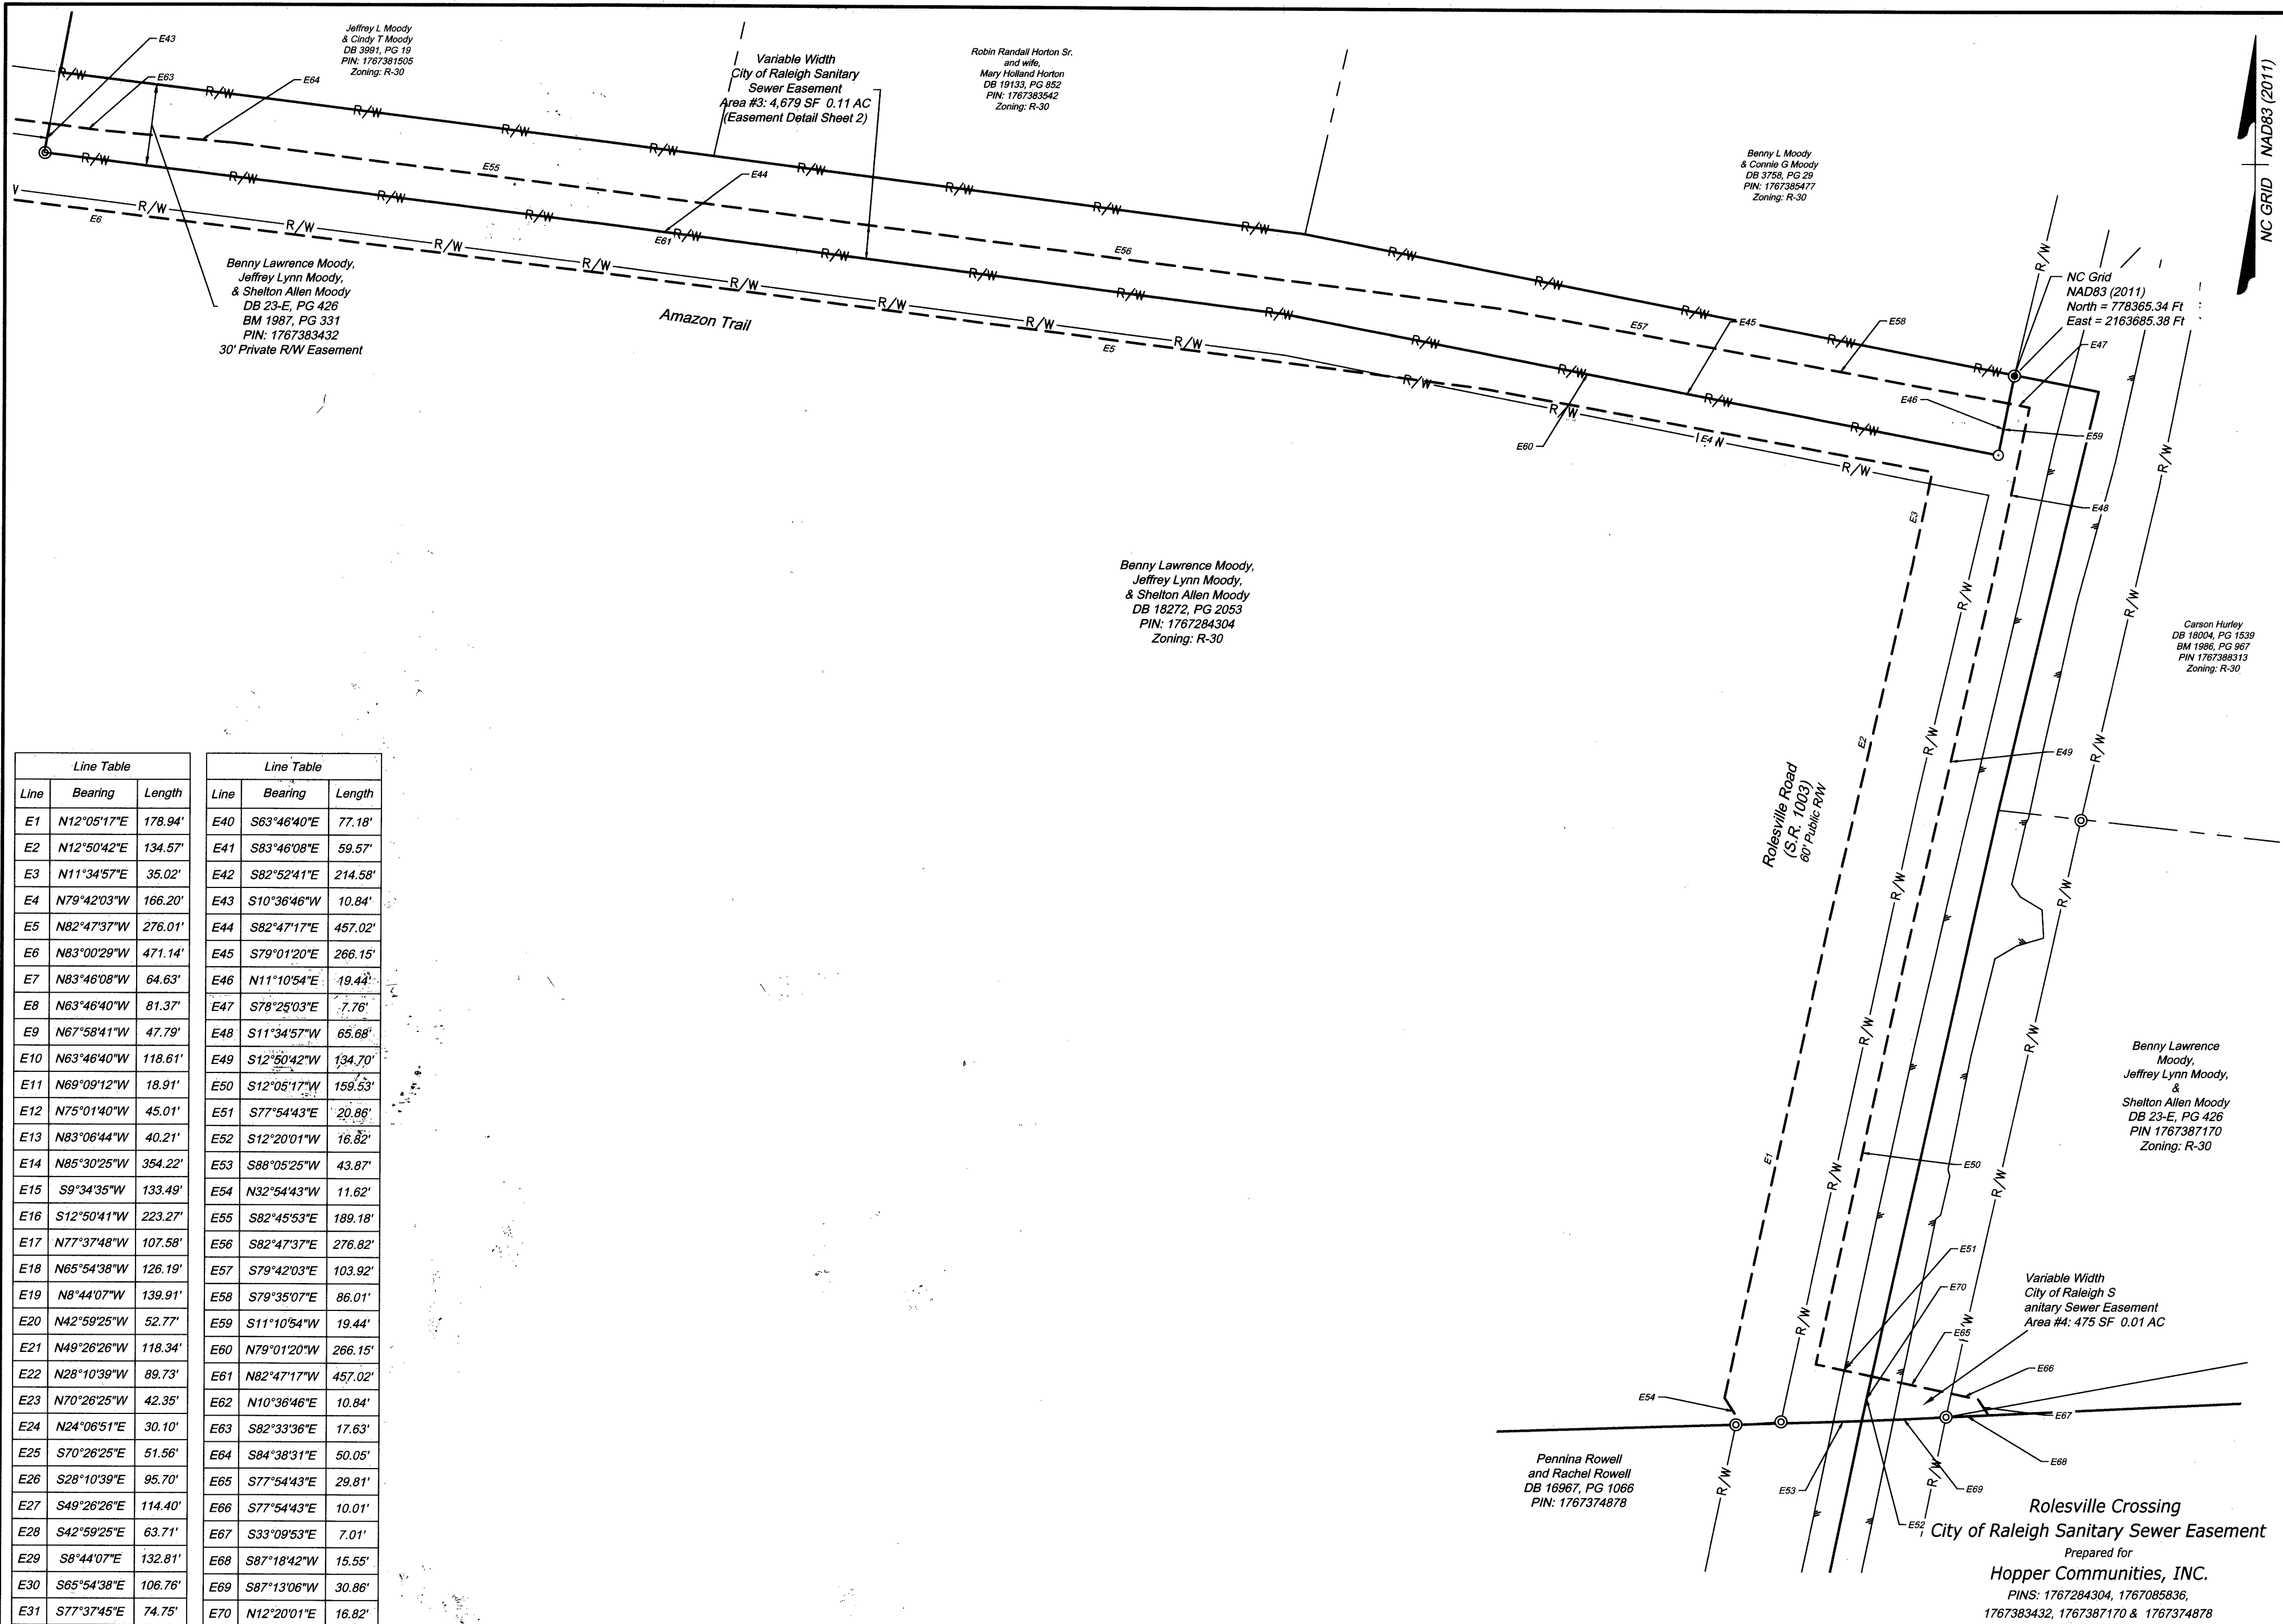 E43
Jeffrey L Moody
& Cindy T Moody
DB 3991, PG 19
PIN: 1767381505
Zoning: R-30
E63
E64
Variable Width
City of Raleigh Sanitary
Sewer Easement
Area #3: 4,679 SF 0.11 AC
(Easement Detail Sheet 2)
Robin Randall Horton Sr.
and wife,
Mary Holland Horton
DB 19133, PG 852
PIN: 1767383542
Zoning: R-30
Benny L Moody
& Connie G Moody
DB 3758, PG 29
PIN: 1767385477
Zoning: R-30
NC GRID NAD83 (2011)
R/W R/W R/W R/W R/W R/W R/W R/W R/W R/W R/W R/W R/W R/W
E55
E44
E56
E57
E45
E58
R/W R/W R/W R/W R/W R/W R/W R/W R/W R/W R/W R/W R/W
E61
E6
R/W R/W R/W R/W R/W R/W R/W R/W R/W R/W R/W
E5
E60
E4
NC Grid
NAD83 (2011)
North = 778365.34 Ft
East = 2163685.38 Ft
E47
E46
E59
E48
Benny Lawrence Moody,
Jeffrey Lynn Moody,
& Shelton Allen Moody
DB 23-E, PG 426
BM 1987, PG 331
PIN: 1767383432
30' Private R/W Easement
Amazon Trail
Benny Lawrence Moody,
Jeffrey Lynn Moody,
& Shelton Allen Moody
DB 18272, PG 2053
PIN: 1767284304
Zoning: R-30
E3
R/W R/W R/W R/W R/W R/W R/W
Carson Hurley
DB 18004, PG 1539
BM 1986, PG 967
PIN 1767388313
Zoning: R-30
E2
E49
Rolesville Road
(S.R. 1003)
60' Public R/W
R/W R/W R/W R/W R/W R/W R/W
Benny Lawrence
Moody,
Jeffrey Lynn Moody,
&
Shelton Allen Moody
DB 23-E, PG 426
PIN 1767387170
Zoning: R-30
E1
E50
E51
E70
E65
E66
Variable Width
City of Raleigh S
anitary Sewer Easement
Area #4: 475 SF 0.01 AC
E54
E67
E68
E69
E53
E52
R/W
R/W
Pennina Rowell
and Rachel Rowell
DB 16967, PG 1066
PIN: 1767374878
Line Table
Line Bearing Length
E1 N12°05'17"E 178.94'
E2 N12°50'42"E 134.57'
E3 N11°34'57"E 35.02'
E4 N79°42'03"W 166.20'
E5 N82°47'37"W 276.01'
E6 N83°00'29"W 471.14'
E7 N83°46'08"W 64.63'
E8 N63°46'40"W 81.37'
E9 N67°58'41"W 47.79'
E10 N63°46'40"W 118.61'
E11 N69°09'12"W 18.91'
E12 N75°01'40"W 45.01'
E13 N83°06'44"W 40.21'
E14 N85°30'25"W 354.22'
E15 S9°34'35"W 133.49'
E16 S12°50'41"W 223.27'
E17 N77°37'48"W 107.58'
E18 N65°54'38"W 126.19'
E19 N8°44'07"W 139.91'
E20 N42°59'25"W 52.77'
E21 N49°26'26"W 118.34'
E22 N28°10'39"W 89.73'
E23 N70°26'25"W 42.35'
E24 N24°06'51"E 30.10'
E25 S70°26'25"E 51.56'
E26 S28°10'39"E 95.70'
E27 S49°26'26"E 114.40'
E28 S42°59'25"E 63.71'
E29 S8°44'07"E 132.81'
E30 S65°54'38"E 106.76'
E31 S77°37'45"E 74.75'
Line Table
Line Bearing Length
E40 S63°46'40"E 77.18'
E41 S83°46'08"E 59.57'
E42 S82°52'41"E 214.58'
E43 S10°36'46"W 10.84'
E44 S82°47'17"E 457.02'
E45 S79°01'20"E 266.15'
E46 N11°10'54"E 19.44'
E47 S78°25'03"E 7.76'
E48 S11°34'57"W 65.68'
E49 S12°50'42"W 134.70'
E50 S12°05'17"W 159.53'
E51 S77°54'43"E 20.86'
E52 S12°20'01"W 16.82'
E53 S88°05'25"W 43.87'
E54 N32°54'43"W 11.62'
E55 S82°45'53"E 189.18'
E56 S82°47'37"E 276.82'
E57 S79°42'03"E 103.92'
E58 S79°35'07"E 86.01'
E59 S11°10'54"W 19.44'
E60 N79°01'20"W 266.15'
E61 N82°47'17"W 457.02'
E62 N10°36'46"E 10.84'
E63 S82°33'36"E 17.63'
E64 S84°38'31"E 50.05'
E65 S77°54'43"E 29.81'
E66 S77°54'43"E 10.01'
E67 S33°09'53"E 7.01'
E68 S87°18'42"W 15.55'
E69 S87°13'06"W 30.86'
E70 N12°20'01"E 16.82'
Rolesville Crossing
City of Raleigh Sanitary Sewer Easement
Prepared for
Hopper Communities, INC.
PINS: 1767284304, 1767085836,
1767383432, 1767387170 & 1767374878